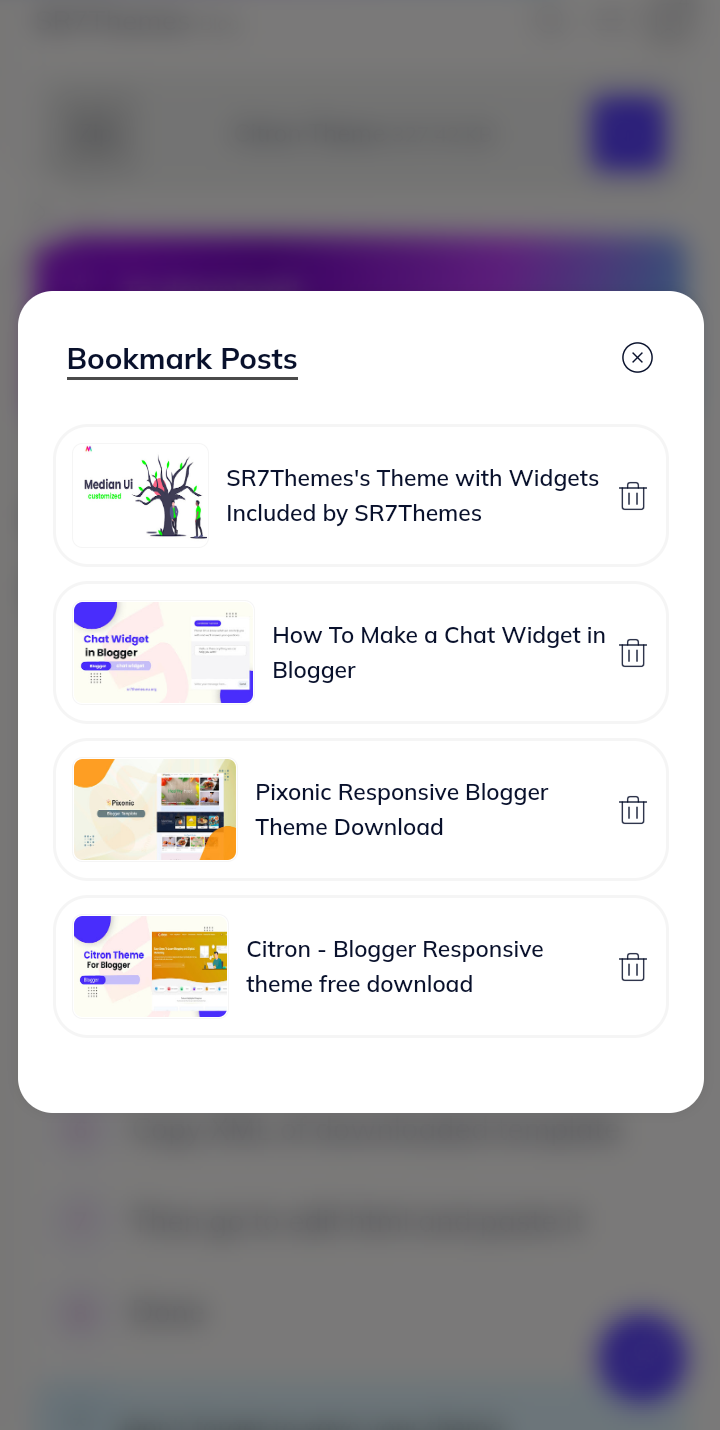 Bookmark Posts
Median Ui
customized
SR7Themes's Theme with Widgets
Included by SR7Themes
Chat Widget
in Blogger
Blogger
chat widget
How To Make a Chat Widget in
Blogger
Pixonic
Blogger Template
Pixonic Responsive Blogger
Theme Download
Citron Theme
For Blogger
Blogger
Citron - Blogger Responsive
theme free download